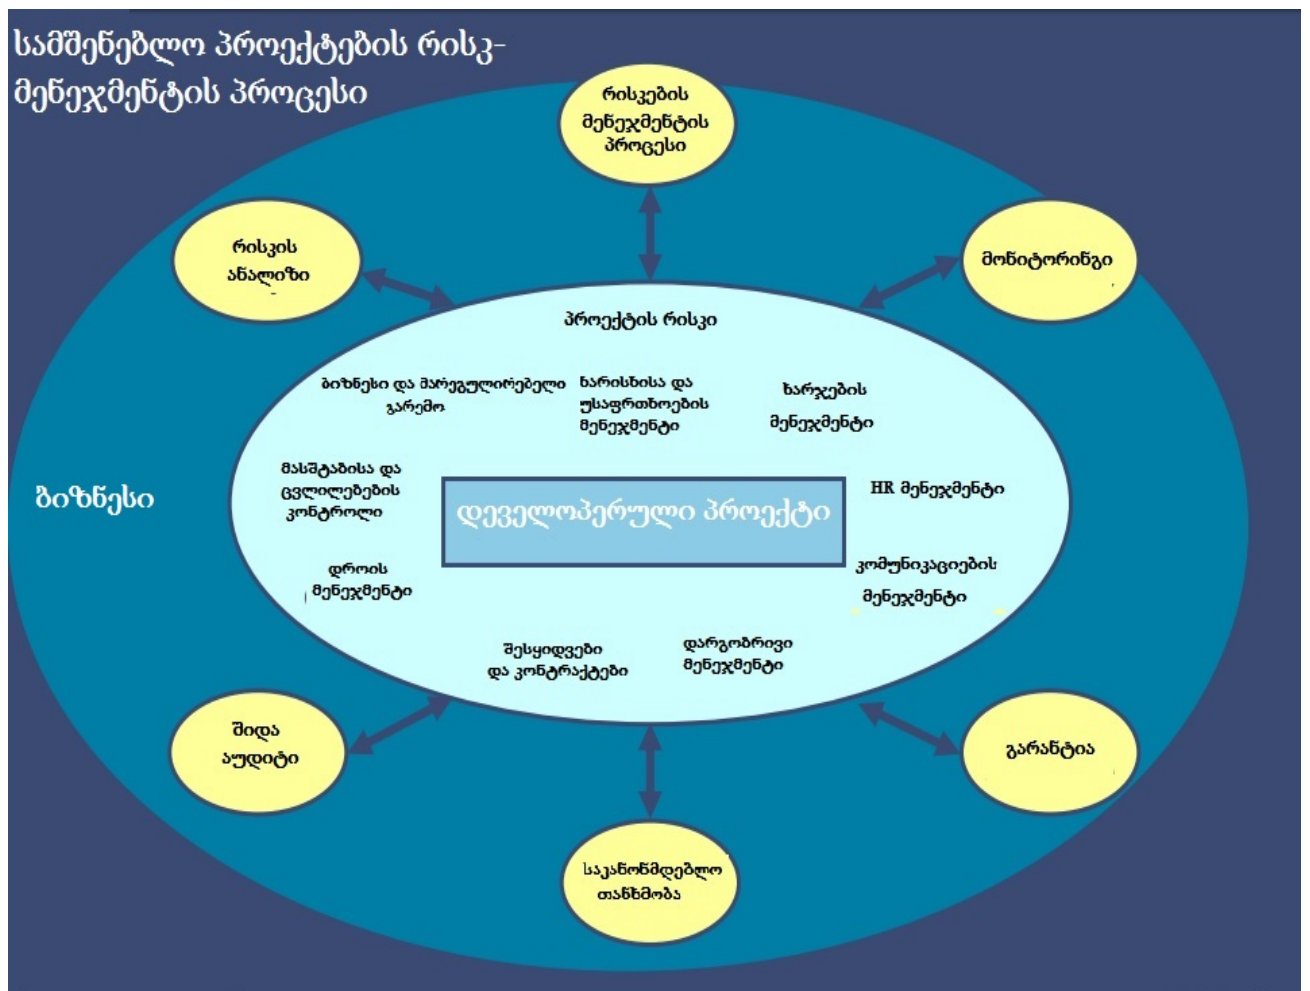 სამშენებლო პროექტების რისკ-
მენეჯმენტის პროცესი
რისკების
მენეჯმენტის
პროცესი
რისკის
ანალიზი
მონიტორინგი
პროექტის რისკი
ბიზნესი და მარეგულირებელი
გარემო
ხარისხისა და
უსაფრთხოების
მენეჯმენტი
ხარჯების
მენეჯმენტი
მასშტაბისა და
ცვლილებების
კონტროლი
ბიზნესი
დეველოპერული პროექტი
HR მენეჯმენტი
დროის
მენეჯმენტი
კომუნიკაციების
მენეჯმენტი
შესყიდვები
და კონტრაქტები
დარგობრივი
მენეჯმენტი
შიდა
აუდიტი
გარანტია
საკანონმდებლო
თანხმობა